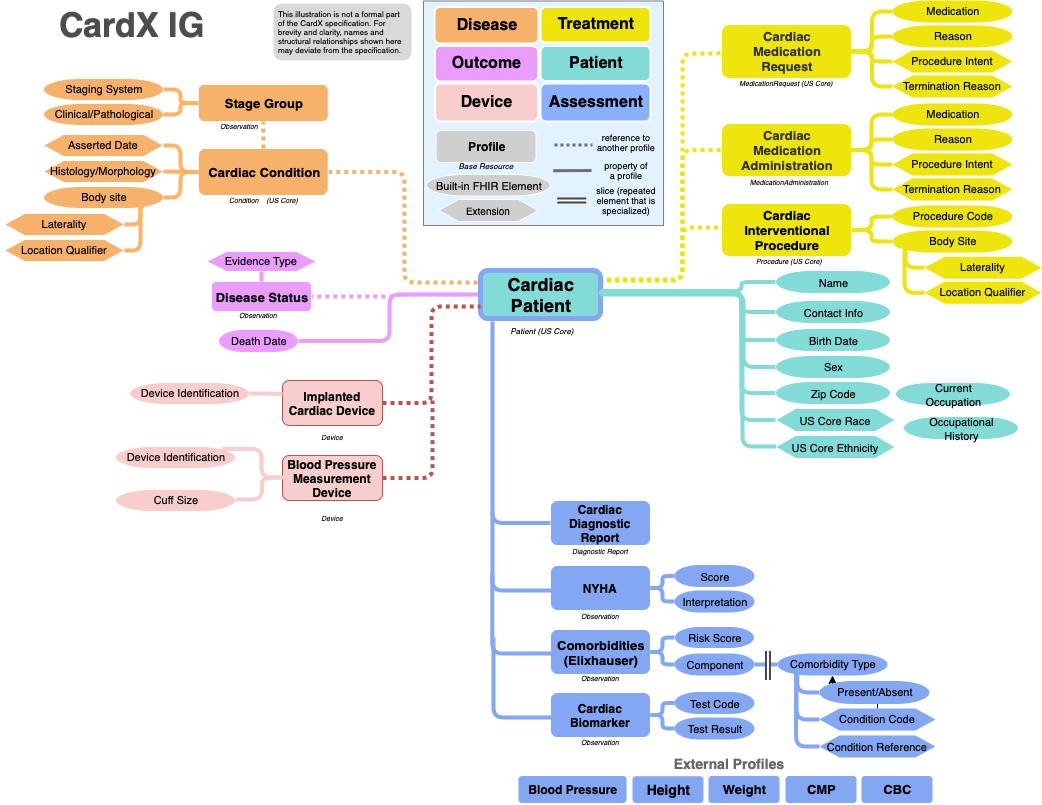 CardX IG
This illustration is not a formal part
of the CardX specification. For
brevity and clarity, names and
structural relationships shown here
may deviate from the specification.
Disease
Treatment
Outcome
Patient
Device
Assessment
Profile
Base Resource
Built-in FHIR Element
Extension
reference to
another profile
property of
a profile
slice (repeated
element that is
specialized)
Staging System
Clinical/Pathological
Stage Group
Observation
Asserted Date
Histology/Morphology
Body site
Laterality
Location Qualifier
Cardiac Condition
Condition (US Core)
Evidence Type
Disease Status
Observation
Death Date
Device Identification
Implanted
Cardiac Device
Device
Device Identification
Cuff Size
Blood Pressure
Measurement
Device
Device
Cardiac
Patient
Patient (US Core)
Cardiac
Medication
Request
MedicationRequest (US Core)
Medication
Reason
Procedure Intent
Termination Reason
Cardiac
Medication
Administration
MedicationAdministration
Medication
Reason
Procedure Intent
Termination Reason
Cardiac
Interventional
Procedure
Procedure (US Core)
Procedure Code
Body Site
Laterality
Location Qualifier
Name
Contact Info
Birth Date
Sex
Zip Code
US Core Race
US Core Ethnicity
Current
Occupation
Occupational
History
Cardiac
Diagnostic
Report
Diagnostic Report
NYHA
Observation
Score
Interpretation
Comorbidities
(Elixhauser)
Observation
Risk Score
Component
Comorbidity Type
Present/Absent
Condition Code
Condition Reference
Cardiac
Biomarker
Observation
Test Code
Test Result
External Profiles
Blood Pressure
Height
Weight
CMP
CBC